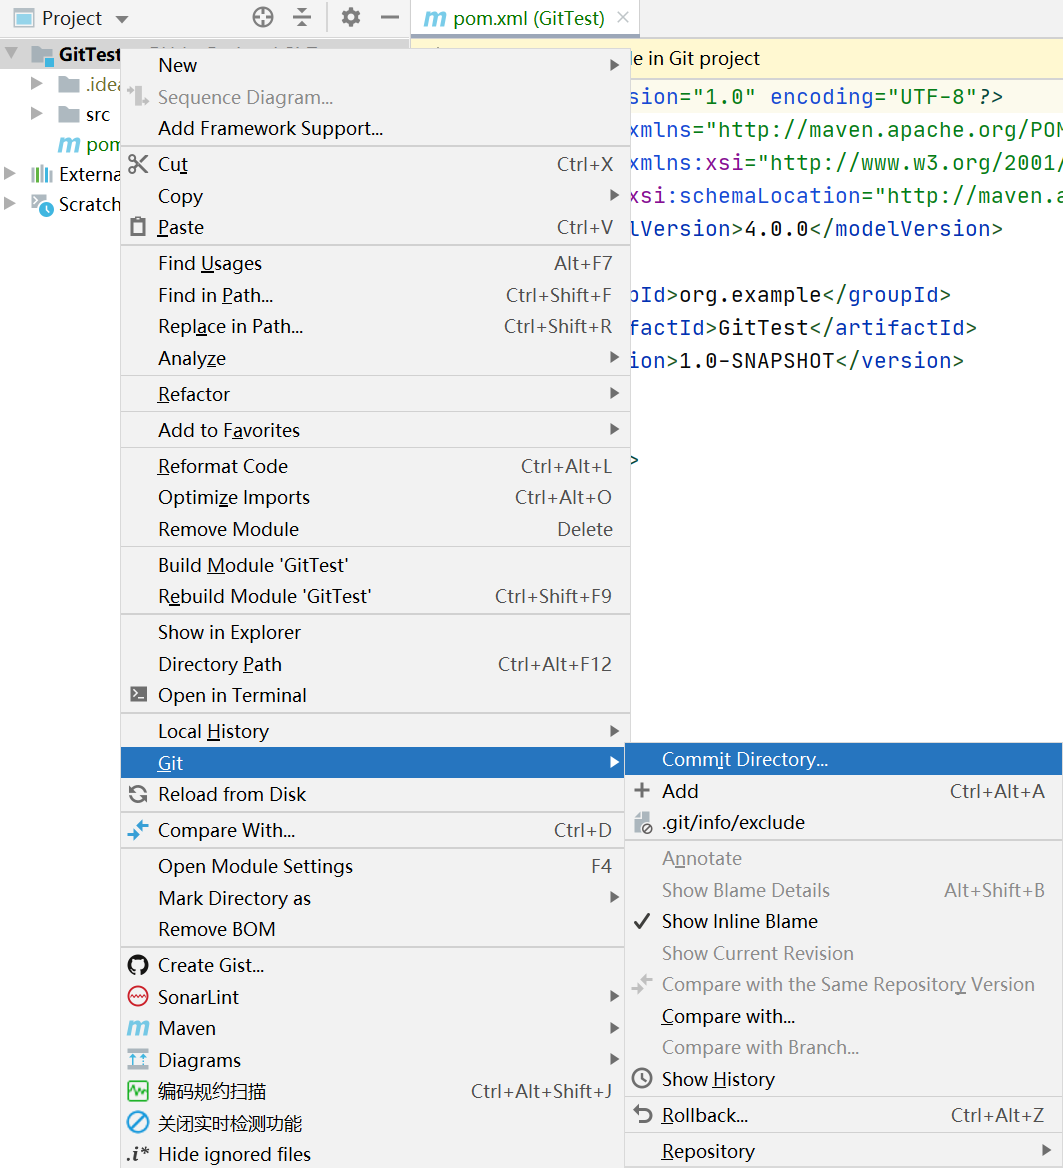 Project
pom.xml (GitTest)
GitTest
.idea
src
pom
Externa
Scratch
New
Sequence Diagram...
Add Framework Support...
Cut Ctrl+X
Copy
Paste Ctrl+V
Find Usages Alt+F7
Find in Path... Ctrl+Shift+F
Replace in Path... Ctrl+Shift+R
Analyze
Refactor
Add to Favorites
Reformat Code Ctrl+Alt+L
Optimize Imports Ctrl+Alt+O
Remove Module Delete
Build Module 'GitTest'
Rebuild Module 'GitTest' Ctrl+Shift+F9
Show in Explorer
Directory Path Ctrl+Alt+F12
Open in Terminal
Local History
Git
Reload from Disk
Compare With... Ctrl+D
Open Module Settings F4
Mark Directory as
Remove BOM
Create Gist...
SonarLint
Maven
Diagrams
编码规约扫描 Ctrl+Alt+Shift+J
关闭实时检测功能
.i* Hide ignored files
le in Git project
sion="1.0" encoding="UTF-8"?>
xmlns="http://maven.apache.org/POM
xmlns:xsi="http://www.w3.org/2001/
xsi:schemaLocation="http://maven.a
lVersion>4.0.0</modelVersion>
pId>org.example</groupId>
factId>GitTest</artifactId>
ion>1.0-SNAPSHOT</version>
>
Commit Directory...
Add Ctrl+Alt+A
.git/info/exclude
Annotate
Show Blame Details Alt+Shift+B
Show Inline Blame
Show Current Revision
Compare with the Same Repository Version
Compare with...
Compare with Branch...
Show History
Rollback... Ctrl+Alt+Z
Repository